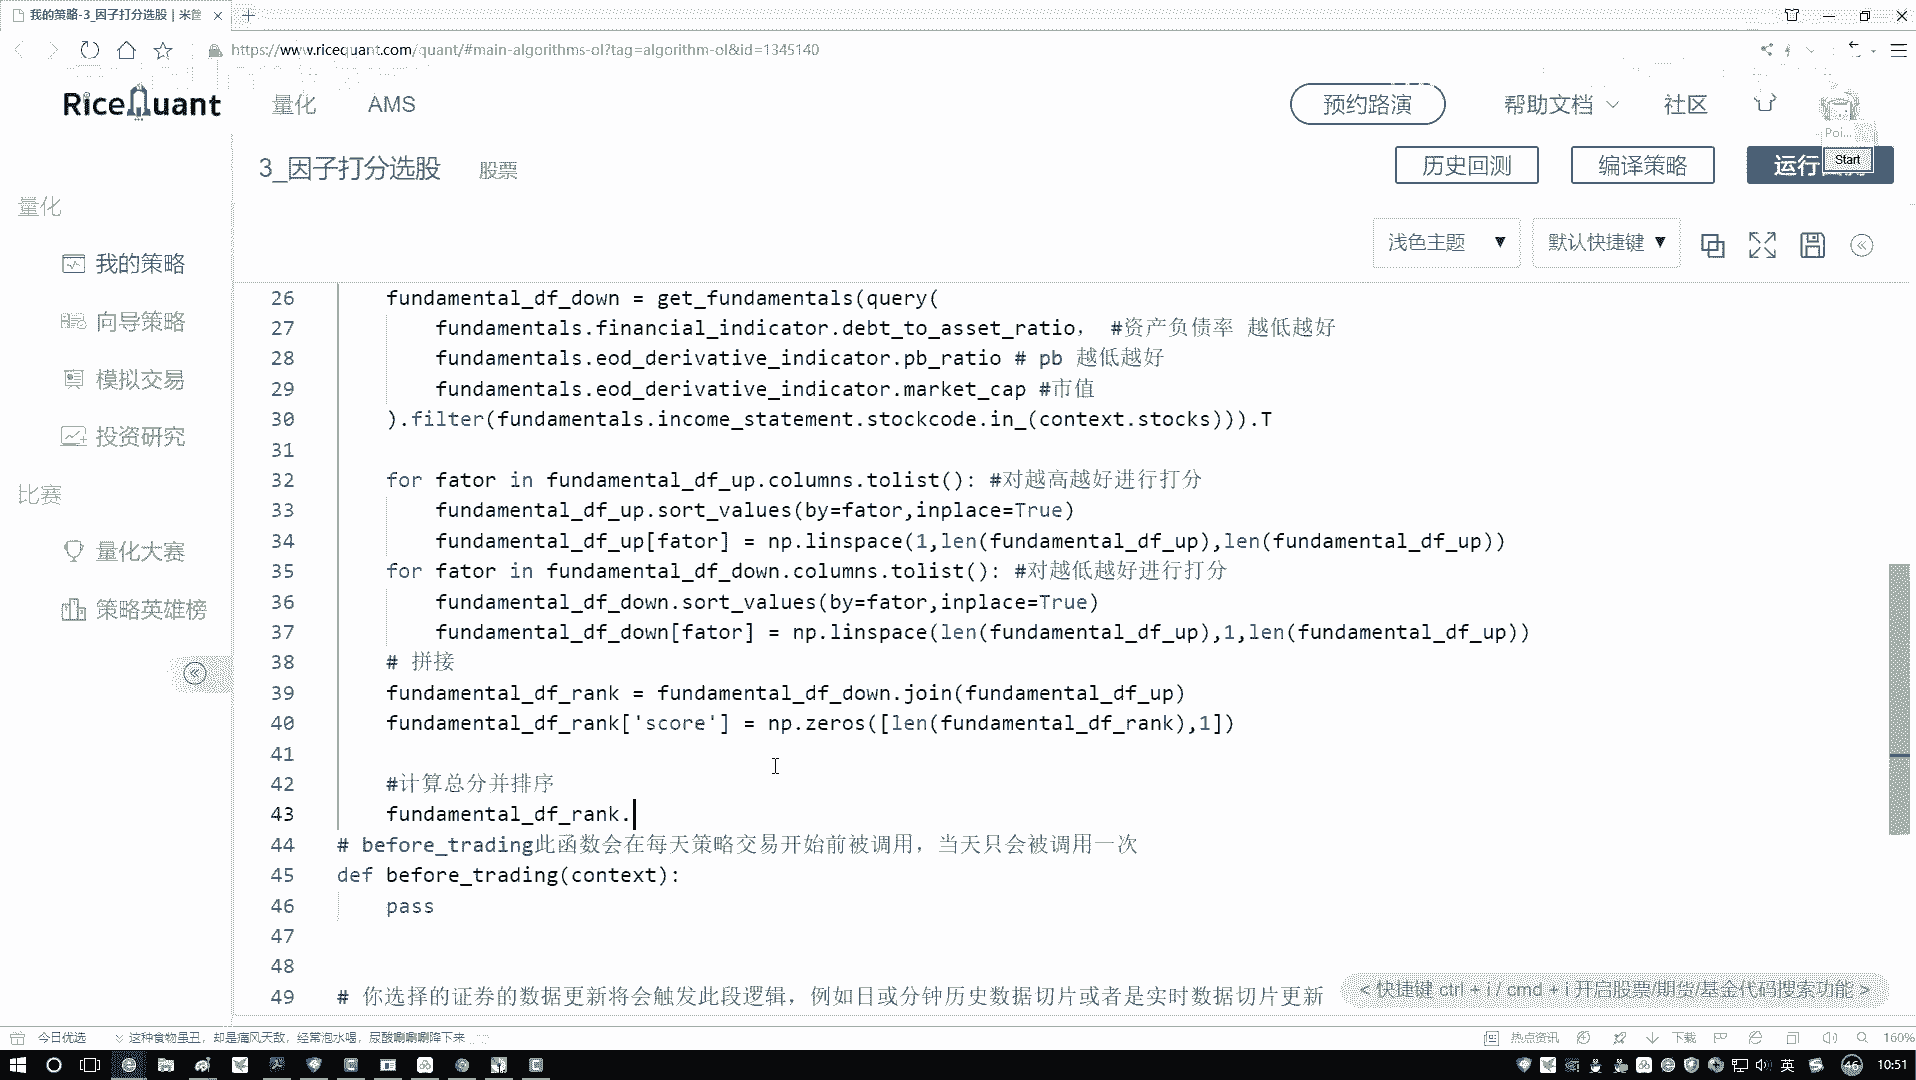 我的策略-3_因子打分选股 | 米筐
https://www.ricequant.com/quant/#main-algorithms-ol?tag=algorithm-ol&id=1345140
RiceQuant 量化 AMS 预约路演 帮助文档 社区
Poi...
3_因子打分选股 股票 历史回测 编译策略 运行 Start
量化
我的策略
向导策略
模拟交易
投资研究
比赛
量化大赛
策略英雄榜
浅色主题 默认快捷键
26 fundamental_df_down = get_fundamentals(query(
27 fundamentals.financial_indicator.debt_to_asset_ratio， #资产负债率 越低越好
28 fundamentals.eod_derivative_indicator.pb_ratio # pb 越低越好
29 fundamentals.eod_derivative_indicator.market_cap #市值
30 ).filter(fundamentals.income_statement.stockcode.in_(context.stocks))).T
31
32 for fator in fundamental_df_up.columns.tolist(): #对越高越好进行打分
33 fundamental_df_up.sort_values(by=fator,inplace=True)
34 fundamental_df_up[fator] = np.linspace(1,len(fundamental_df_up),len(fundamental_df_up))
35 for fator in fundamental_df_down.columns.tolist(): #对越低越好进行打分
36 fundamental_df_down.sort_values(by=fator,inplace=True)
37 fundamental_df_down[fator] = np.linspace(len(fundamental_df_up),1,len(fundamental_df_up))
38 # 拼接
39 fundamental_df_rank = fundamental_df_down.join(fundamental_df_up)
40 fundamental_df_rank['score'] = np.zeros([len(fundamental_df_rank),1])
41
42 #计算总分并排序
43 fundamental_df_rank.
44 # before_trading此函数会在每天策略交易开始前被调用，当天只会被调用一次
45 def before_trading(context):
46 pass
47
48
49 # 你选择的证券的数据更新将会触发此段逻辑，例如日或分钟历史数据切片或者是实时数据切片更新
< 快捷键 ctrl + i / cmd + i 开启股票/期货/基金代码搜索功能 >
今日优选 这种食物虽丑，却是痛风天敌，经常泡水喝，尿酸唰唰唰降下来 热点资讯 下载 160%
英 46 10:51